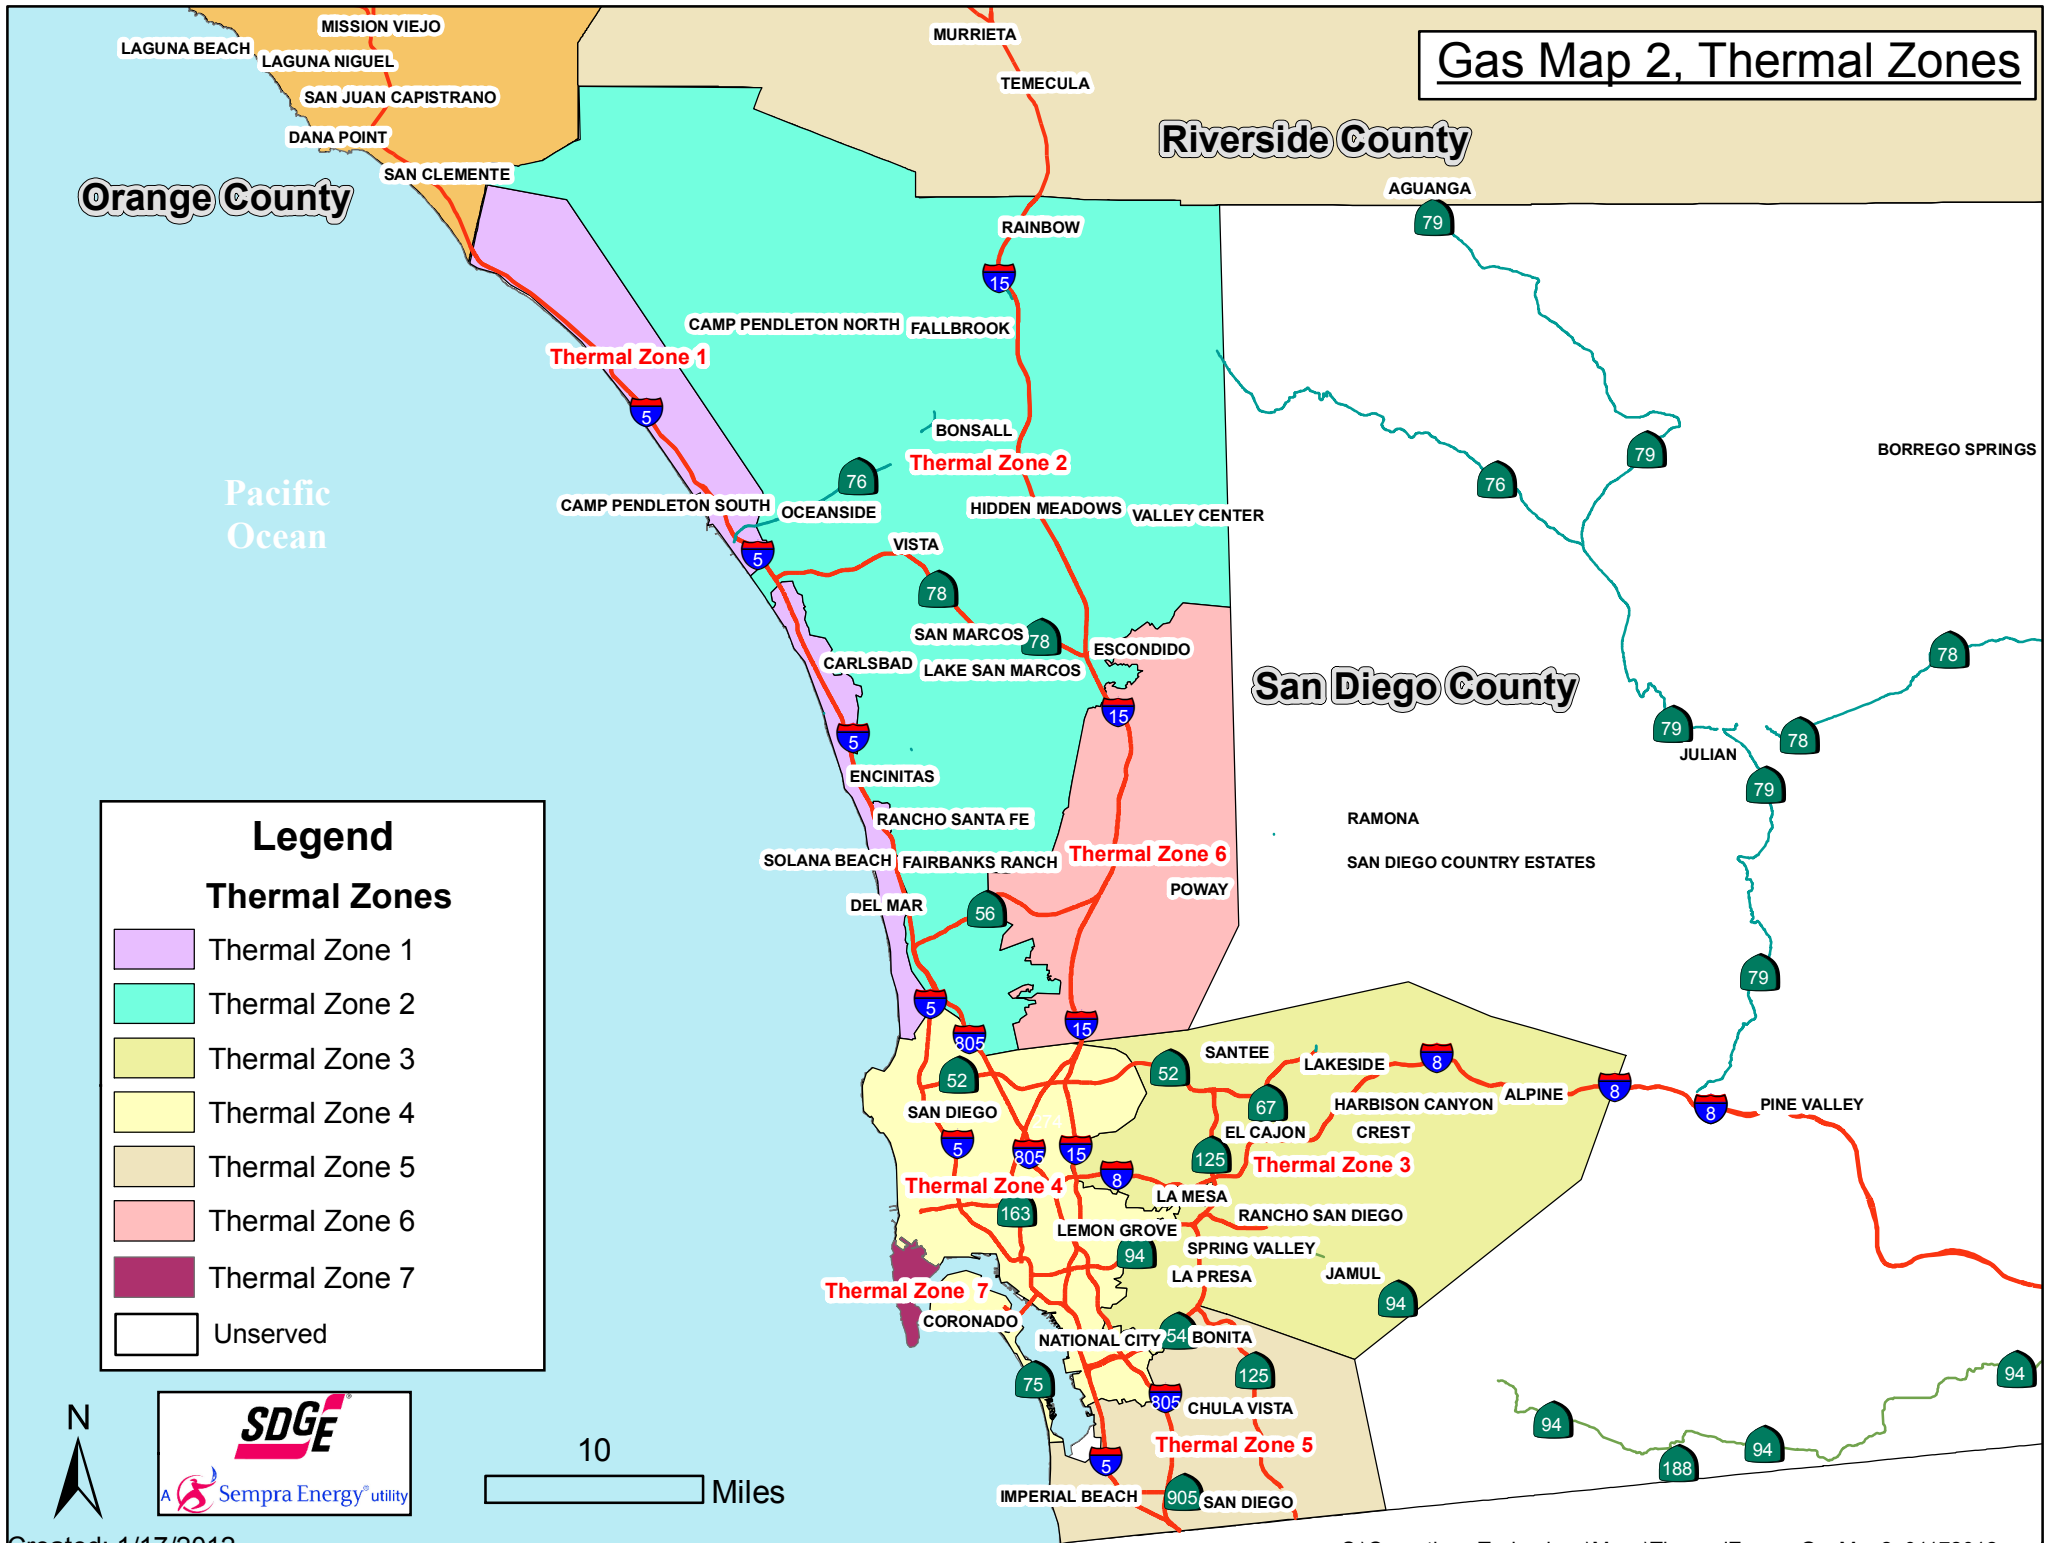 MISSION VIEJO
LAGUNA BEACH
LAGUNA NIGUEL
SAN JUAN CAPISTRANO
DANA POINT
SAN CLEMENTE
Orange County
MURRIETA
TEMECULA
Gas Map 2, Thermal Zones
Riverside County
AGUANGA
79
RAINBOW
15
CAMP PENDLETON NORTH
FALLBROOK
Thermal Zone 1
5
BONSALL
Thermal Zone 2
76
79
76
BORREGO SPRINGS
Pacific
Ocean
CAMP PENDLETON SOUTH
OCEANSIDE
HIDDEN MEADOWS
VALLEY CENTER
5
VISTA
78
SAN MARCOS
78
ESCONDIDO
CARLSBAD
LAKE SAN MARCOS
San Diego County
78
15
5
79
78
JULIAN
79
ENCINITAS
RANCHO SANTA FE
RAMONA
SOLANA BEACH
FAIRBANKS RANCH
Thermal Zone 6
SAN DIEGO COUNTRY ESTATES
POWAY
DEL MAR
56
79
5
15
805
52
SANTEE
52
LAKESIDE
8
HARBISON CANYON
ALPINE
8
8
PINE VALLEY
67
SAN DIEGO
274
5
805
15
EL CAJON
CREST
125
Thermal Zone 3
8
Thermal Zone 4
LA MESA
163
RANCHO SAN DIEGO
LEMON GROVE
94
SPRING VALLEY
LA PRESA
JAMUL
94
Thermal Zone 7
CORONADO
NATIONAL CITY
54
BONITA
75
125
805
CHULA VISTA
Thermal Zone 5
5
IMPERIAL BEACH
905
SAN DIEGO
94
94
94
188
Legend
Thermal Zones
Thermal Zone 1
Thermal Zone 2
Thermal Zone 3
Thermal Zone 4
Thermal Zone 5
Thermal Zone 6
Thermal Zone 7
Unserved
N
SDGE®
A Sempra Energy® utility
10
Miles
Created: 1/17/2012